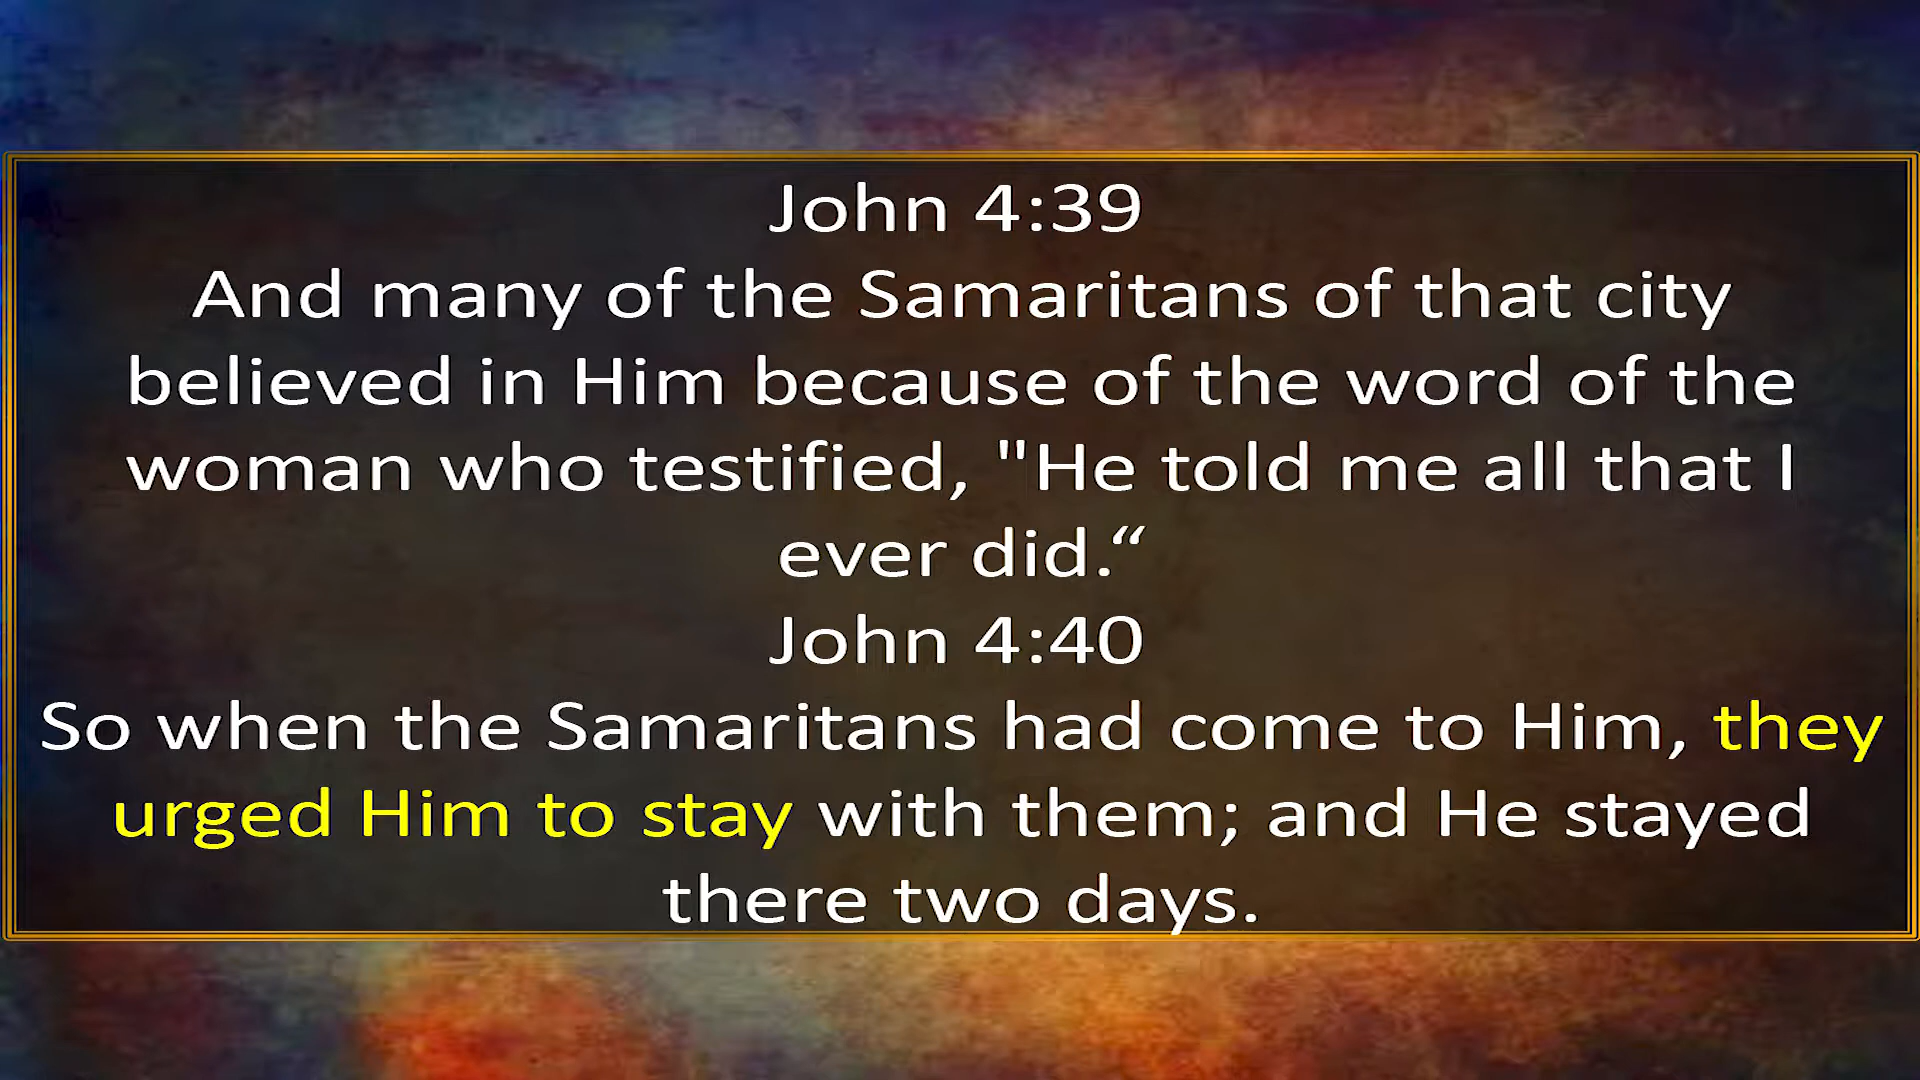 John 4:39
And many of the Samaritans of that city
believed in Him because of the word of the
woman who testified, "He told me all that I
ever did.“
John 4:40
So when the Samaritans had come to Him, they
urged Him to stay with them; and He stayed
there two days.